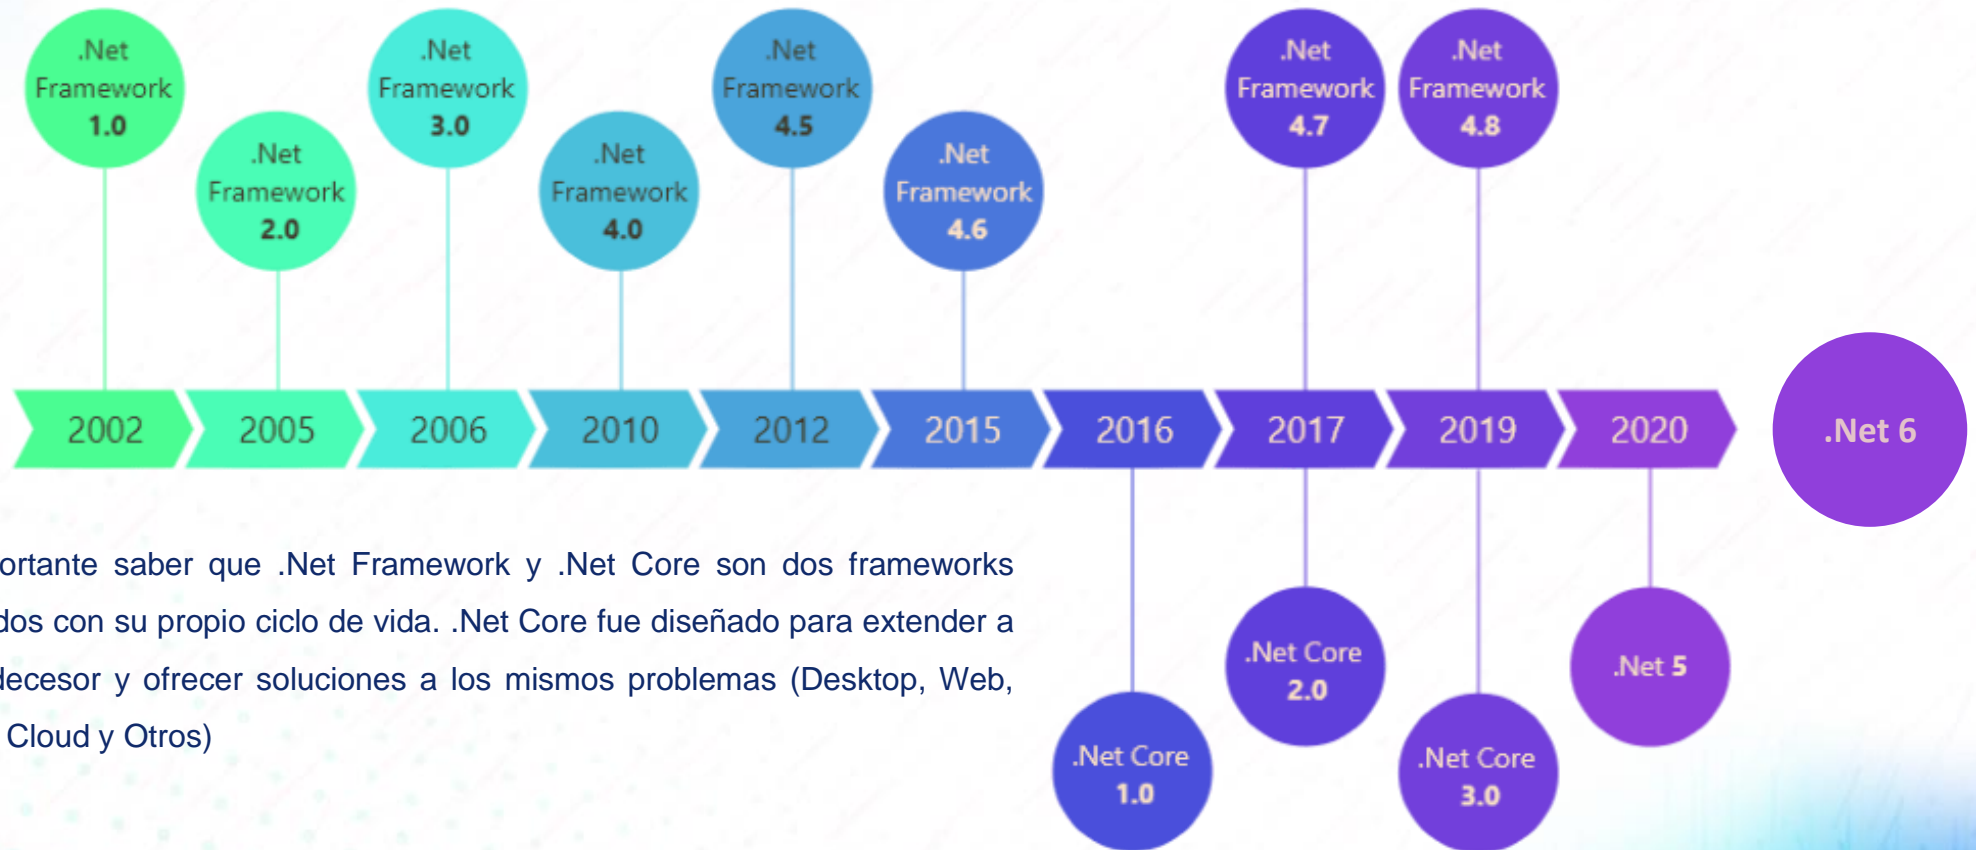 .Net
Framework
1.0
.Net
Framework
2.0
.Net
Framework
3.0
.Net
Framework
4.0
.Net
Framework
4.5
.Net
Framework
4.6
.Net
Framework
4.7
.Net
Framework
4.8
2002
2005
2006
2010
2012
2015
2016
2017
2019
2020
.Net 6
son dos frameworks
ortante saber que .Net Framework y .Net Core son dos frameworks
dos con su propio ciclo de vida. .Net Core fue diseñado para extender a
decesor y ofrecer soluciones a los mismos problemas (Desktop, Web,
Cloud y Otros)
.Net Core
1.0
.Net Core
2.0
.Net Core
3.0
.Net 5